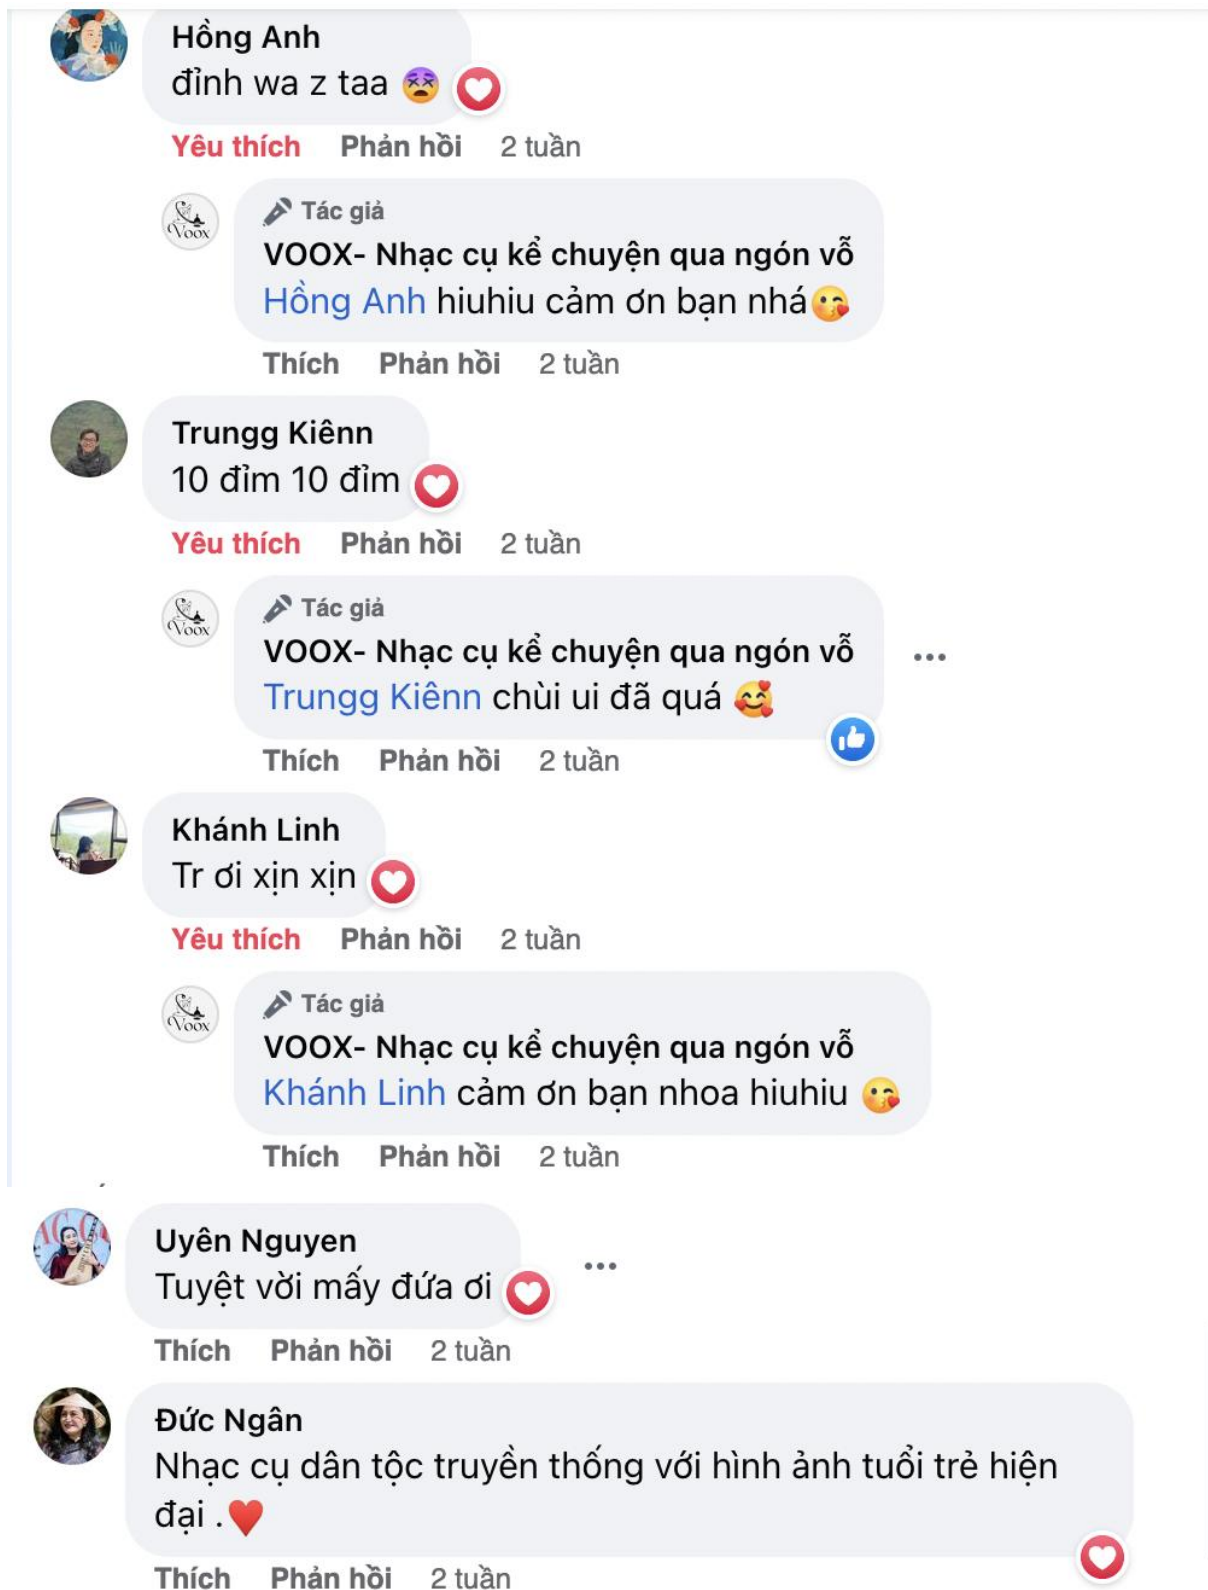 Hồng Anh
đỉnh wa z taa 😵
Yêu thích Phản hồi 2 tuần
Tác giả
VOOX- Nhạc cụ kể chuyện qua ngón vỗ
Hồng Anh hiuhiu cảm ơn bạn nhá😘
Thích Phản hồi 2 tuần
Trungg Kiênn
10 đỉm 10 đỉm
Yêu thích Phản hồi 2 tuần
Tác giả
VOOX- Nhạc cụ kể chuyện qua ngón vỗ
Trungg Kiênn chùi ui đã quá 🥰
Thích Phản hồi 2 tuần
Khánh Linh
Tr ơi xịn xịn
Yêu thích Phản hồi 2 tuần
Tác giả
VOOX- Nhạc cụ kể chuyện qua ngón vỗ
Khánh Linh cảm ơn bạn nhoa hiuhiu 😘
Thích Phản hồi 2 tuần
Uyên Nguyen
Tuyệt vời mấy đứa ơi
Thích Phản hồi 2 tuần
Đức Ngân
Nhạc cụ dân tộc truyền thống với hình ảnh tuổi trẻ hiện
đại .♥️
Thích Phản hồi 2 tuần
Voox
Voox
Voox